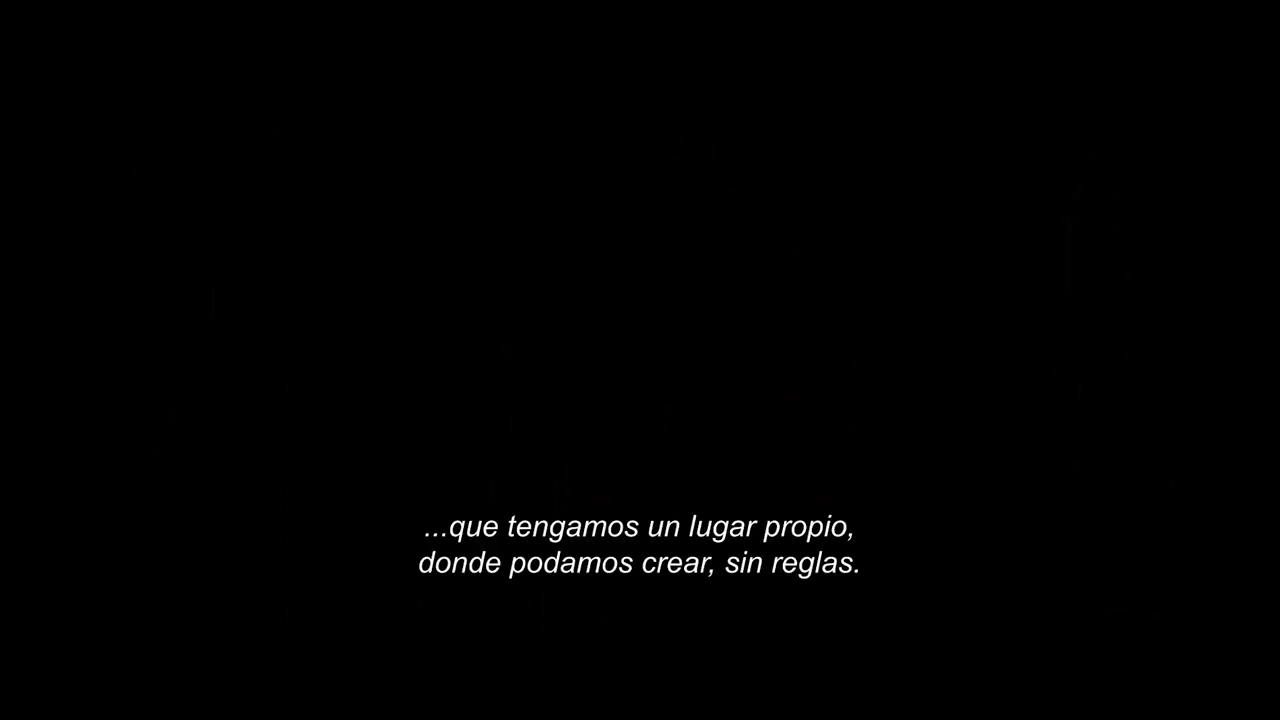 ...que tengamos un lugar propio,
donde podamos crear, sin reglas.